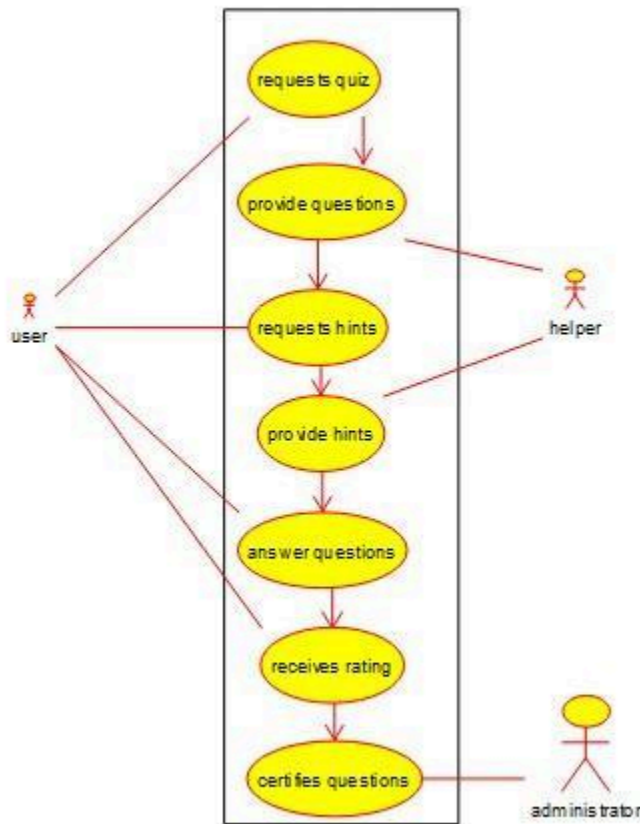 requests quiz
provide questions
user
requests hints
helper
provide hints
answer questions
receives rating
certifies questions
administrator